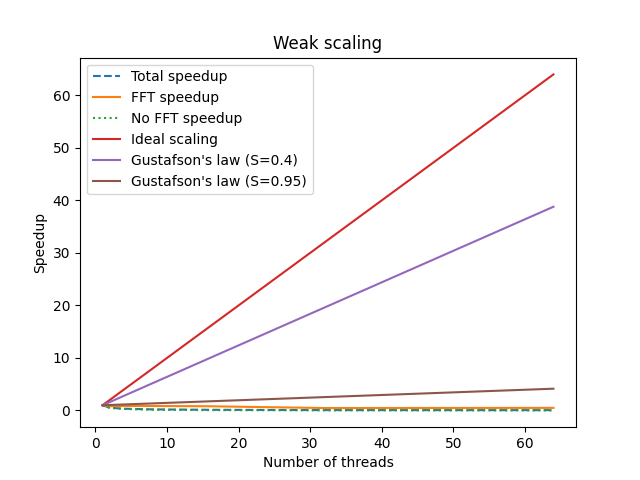 Weak scaling
Total speedup
FFT speedup
No FFT speedup
Ideal scaling
Gustafson's law (S=0.4)
Gustafson's law (S=0.95)
Speedup
60
50
40
30
20
10
0
0 10 20 30 40 50 60
Number of threads